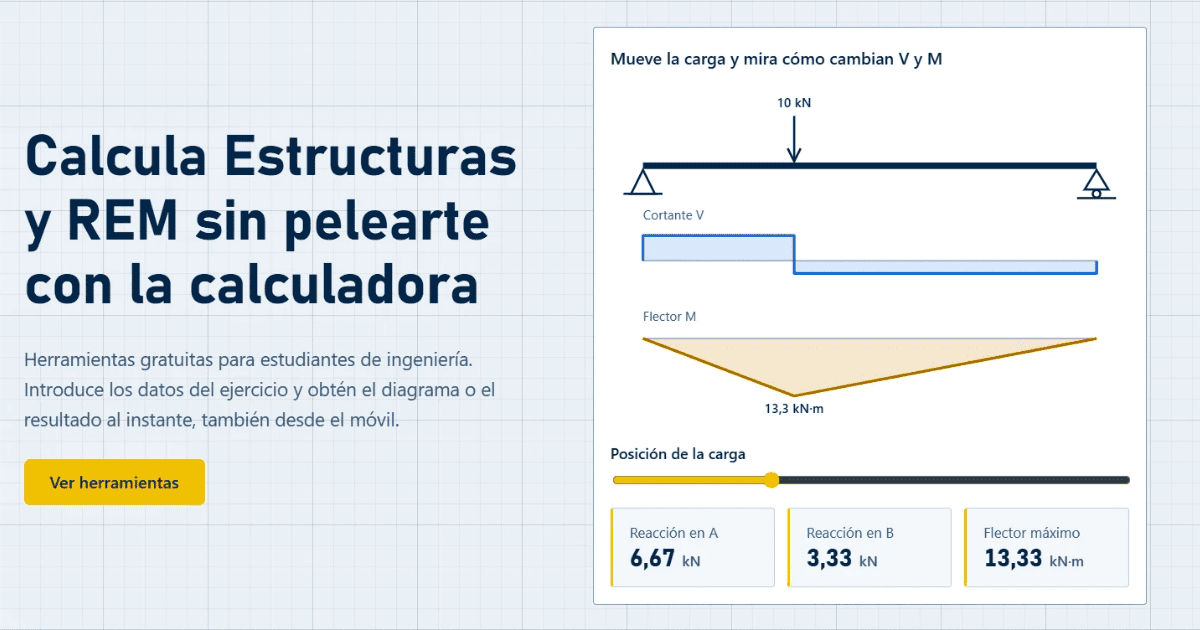 Calcula Estructuras
y REM sin pelearte
con la calculadora
Herramientas gratuitas para estudiantes de ingeniería.
Introduce los datos del ejercicio y obtén el diagrama o el
resultado al instante, también desde el móvil.
Ver herramientas
Mueve la carga y mira cómo cambian V y M
10 kN
Cortante V
Flector M
13,3 kN·m
Posición de la carga
Reacción en A
6,67 kN
Reacción en B
3,33 kN
Flector máximo
13,33 kN·m